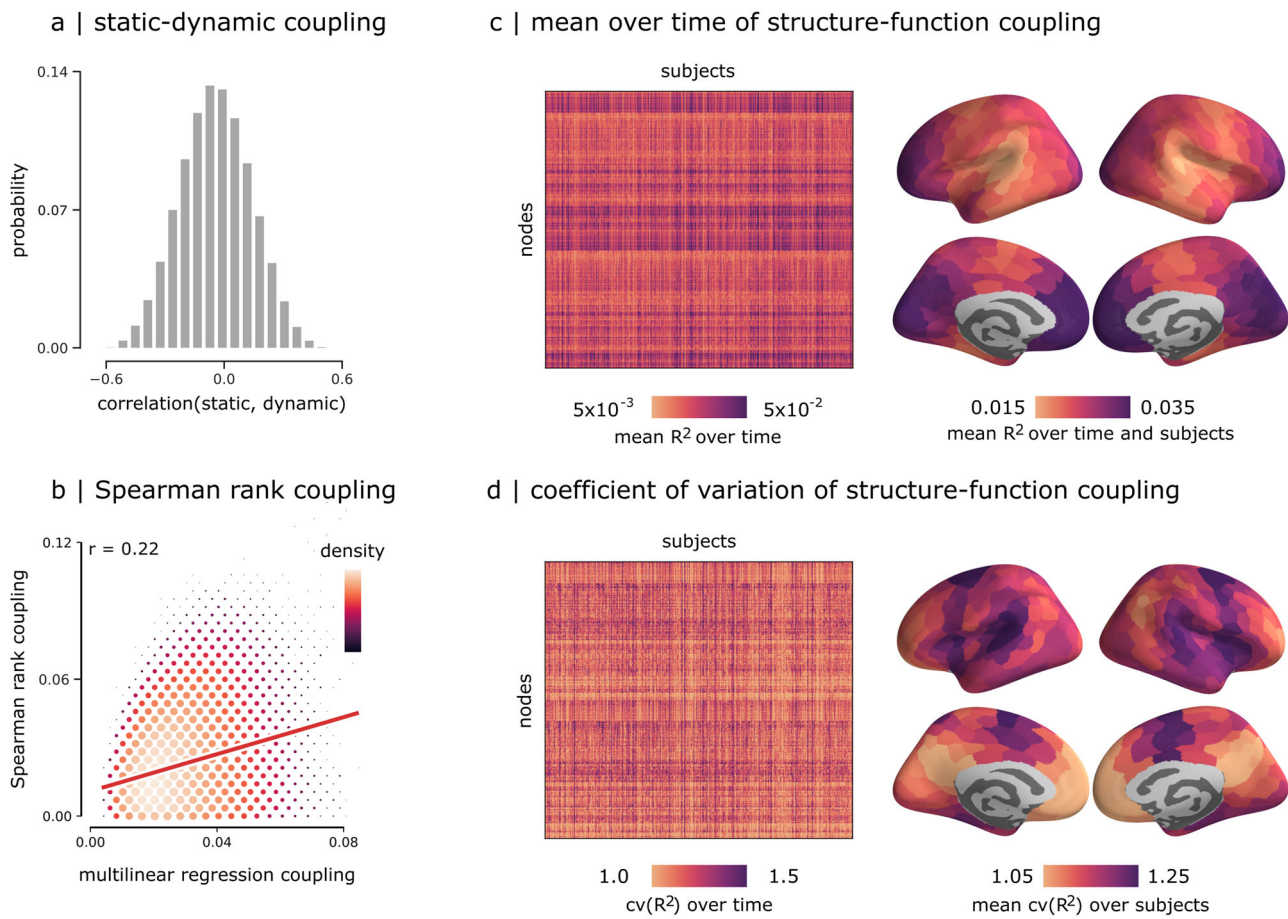 a | static-dynamic coupling
0.14
0.07
0.00
probability
−0.6
0.0
0.6
correlation(static, dynamic)
b | Spearman rank coupling
r = 0.22
density
0.12
0.06
0.00
Spearman rank coupling
0.00
0.04
0.08
multilinear regression coupling
c | mean over time of structure-function coupling
subjects
nodes
5x10⁻³
5x10⁻²
mean R² over time
0.015
0.035
mean R² over time and subjects
d | coefficient of variation of structure-function coupling
subjects
nodes
1.0
1.5
cv(R²) over time
1.05
1.25
mean cv(R²) over subjects